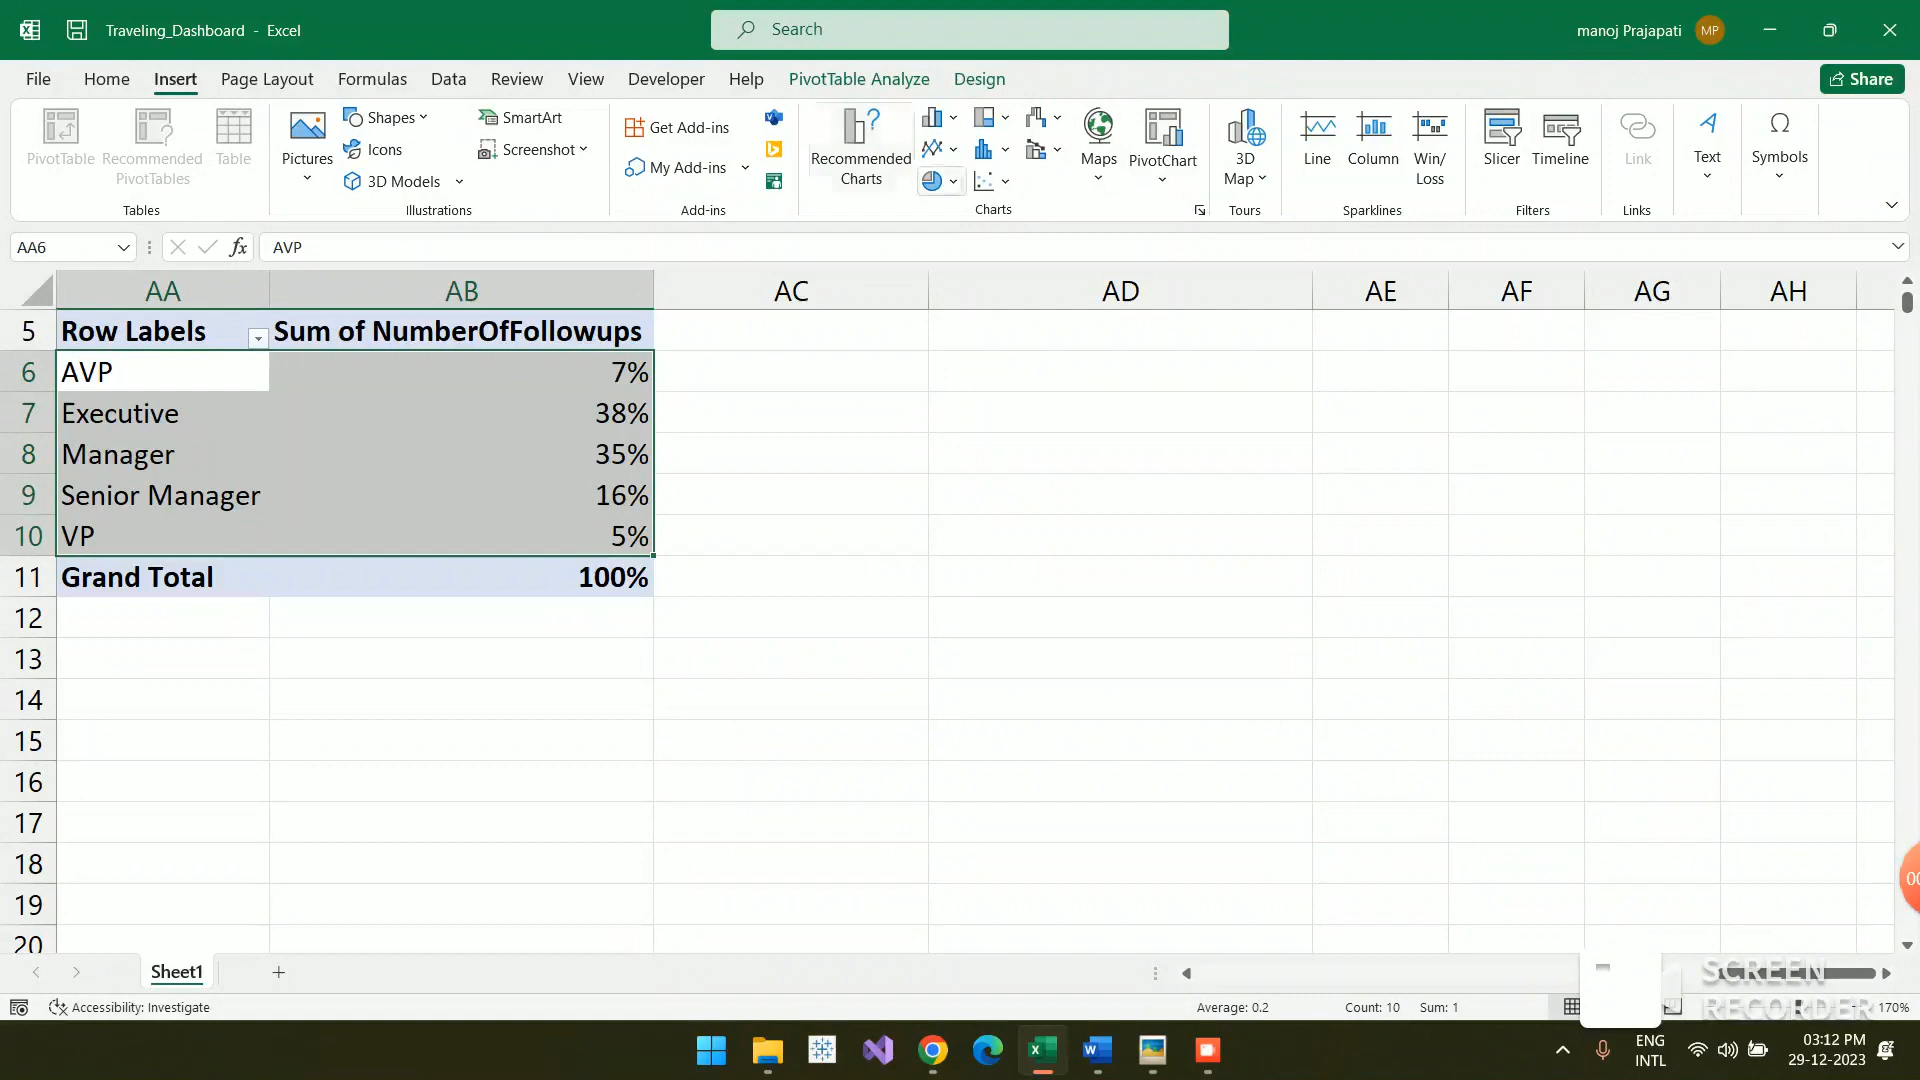 Traveling_Dashboard - Excel
Search
manoj Prajapati
MP
File Home Insert Page Layout Formulas Data Review View Developer Help PivotTable Analyze Design
Share
PivotTable
Recommended PivotTables
Table
Tables
Pictures
Shapes
Icons
3D Models
SmartArt
Screenshot
Illustrations
Get Add-ins
My Add-ins
Add-ins
Recommended Charts
Maps
PivotChart
Charts
3D Map
Tours
Line
Column
Win/Loss
Sparklines
Slicer
Timeline
Filters
Link
Links
Text
Symbols
AA6
fx
AVP
AA AB AC AD AE AF AG AH
5 Row Labels Sum of NumberOfFollowups
6 AVP 7%
7 Executive 38%
8 Manager 35%
9 Senior Manager 16%
10 VP 5%
11 Grand Total 100%
12
13
14
15
16
17
18
19
20
00
Sheet1
SCREEN
RECORDER
Accessibility: Investigate
Average: 0.2 Count: 10 Sum: 1
170%
ENG
INTL
03:12 PM
29-12-2023